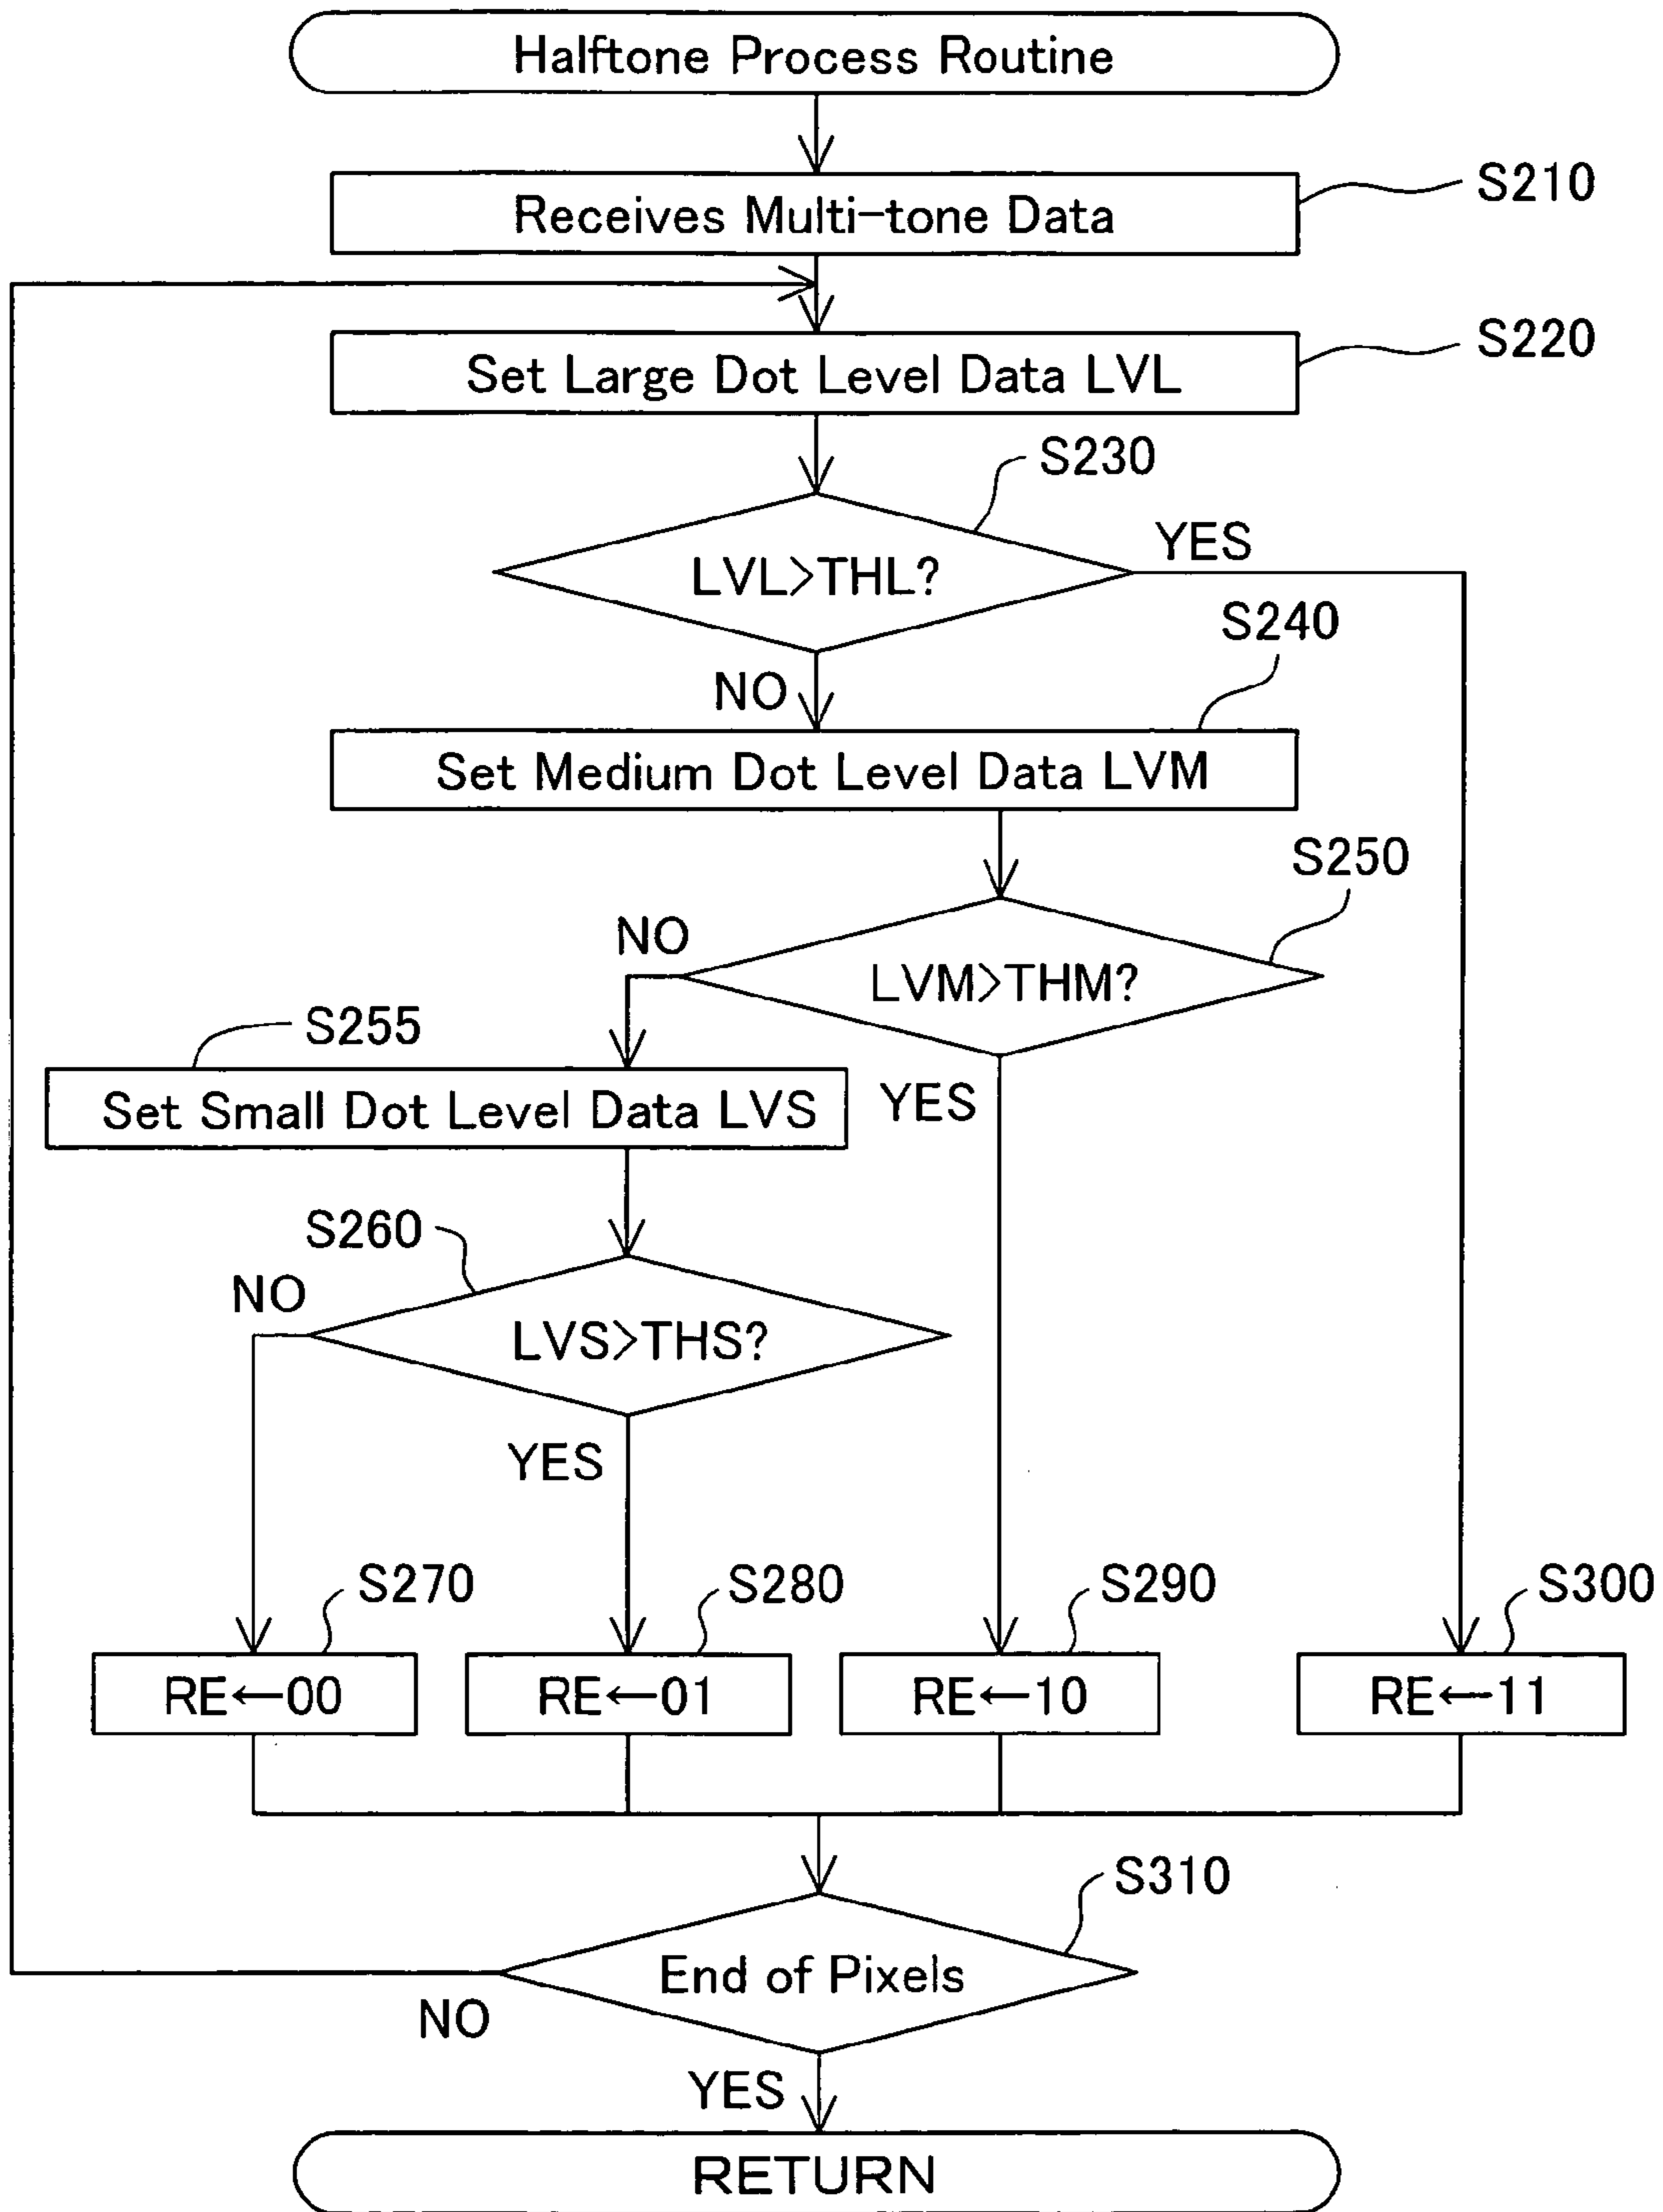 Halftone Process Routine
S210
Receives Multi-tone Data
S220
Set Large Dot Level Data LVL
S230
LVL>THL?
YES
NO
S240
Set Medium Dot Level Data LVM
S250
NO
LVM>THM?
S255
YES
Set Small Dot Level Data LVS
S260
NO
LVS>THS?
YES
S270
S280
S290
S300
RE←00
RE←01
RE←10
RE←11
S310
End of Pixels
NO
YES
RETURN